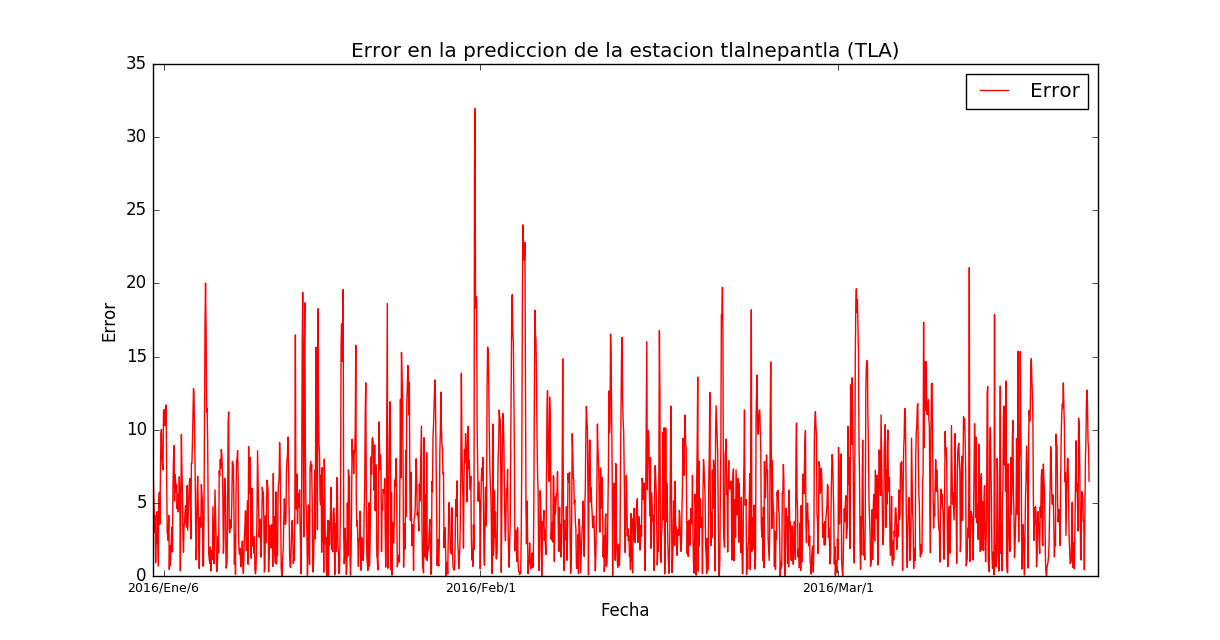 Error en la prediccion de la estacion tlalnepantla (TLA)
35
30
25
20
15
10
5
0
Error
Error
2016/Ene/6
2016/Feb/1
2016/Mar/1
Fecha